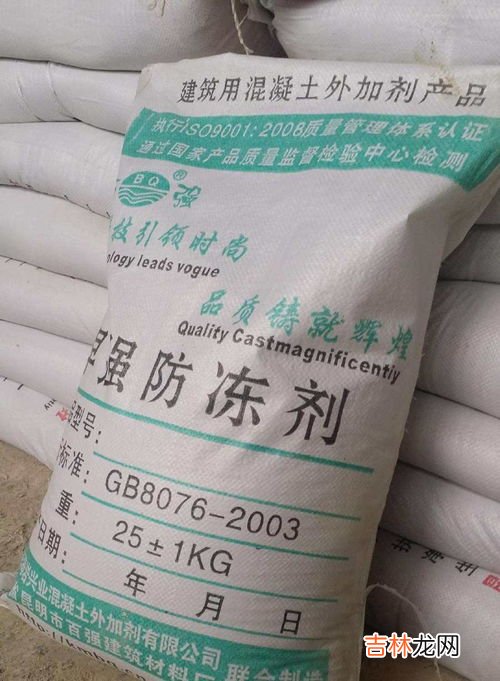 建筑用混凝土外加剂产品
执行ISO9001:2008质量管理体系认证
通过国家产品质量监督检验中心检测
BQ ® 强
技引领时尚
ology leads vogue
品质铸就辉煌
Quality Castmagnificently
早强防冻剂
型号:
标准: GB8076-2003
重: 25±1KG
日期: 年 月 日
兴业混凝土外加剂有限公司
昆明市百强建筑材料厂 联合制造
http://
吉林龙网